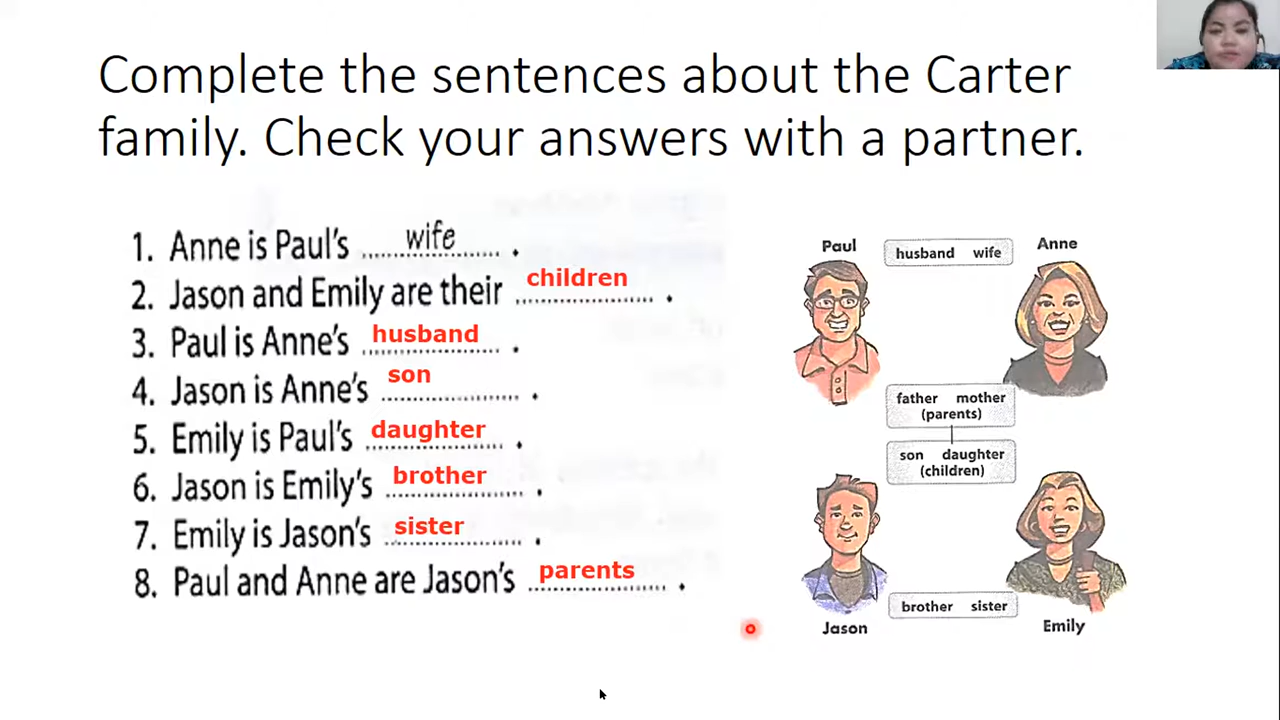 Complete the sentences about the Carter
family. Check your answers with a partner.
1. Anne is Paul's wife .
2. Jason and Emily are their children .
3. Paul is Anne's husband .
4. Jason is Anne's son .
5. Emily is Paul's daughter .
6. Jason is Emily's brother .
7. Emily is Jason's sister .
8. Paul and Anne are Jason's parents .
Paul
husband wife
Anne
father mother
(parents)
son daughter
(children)
brother sister
Jason
Emily